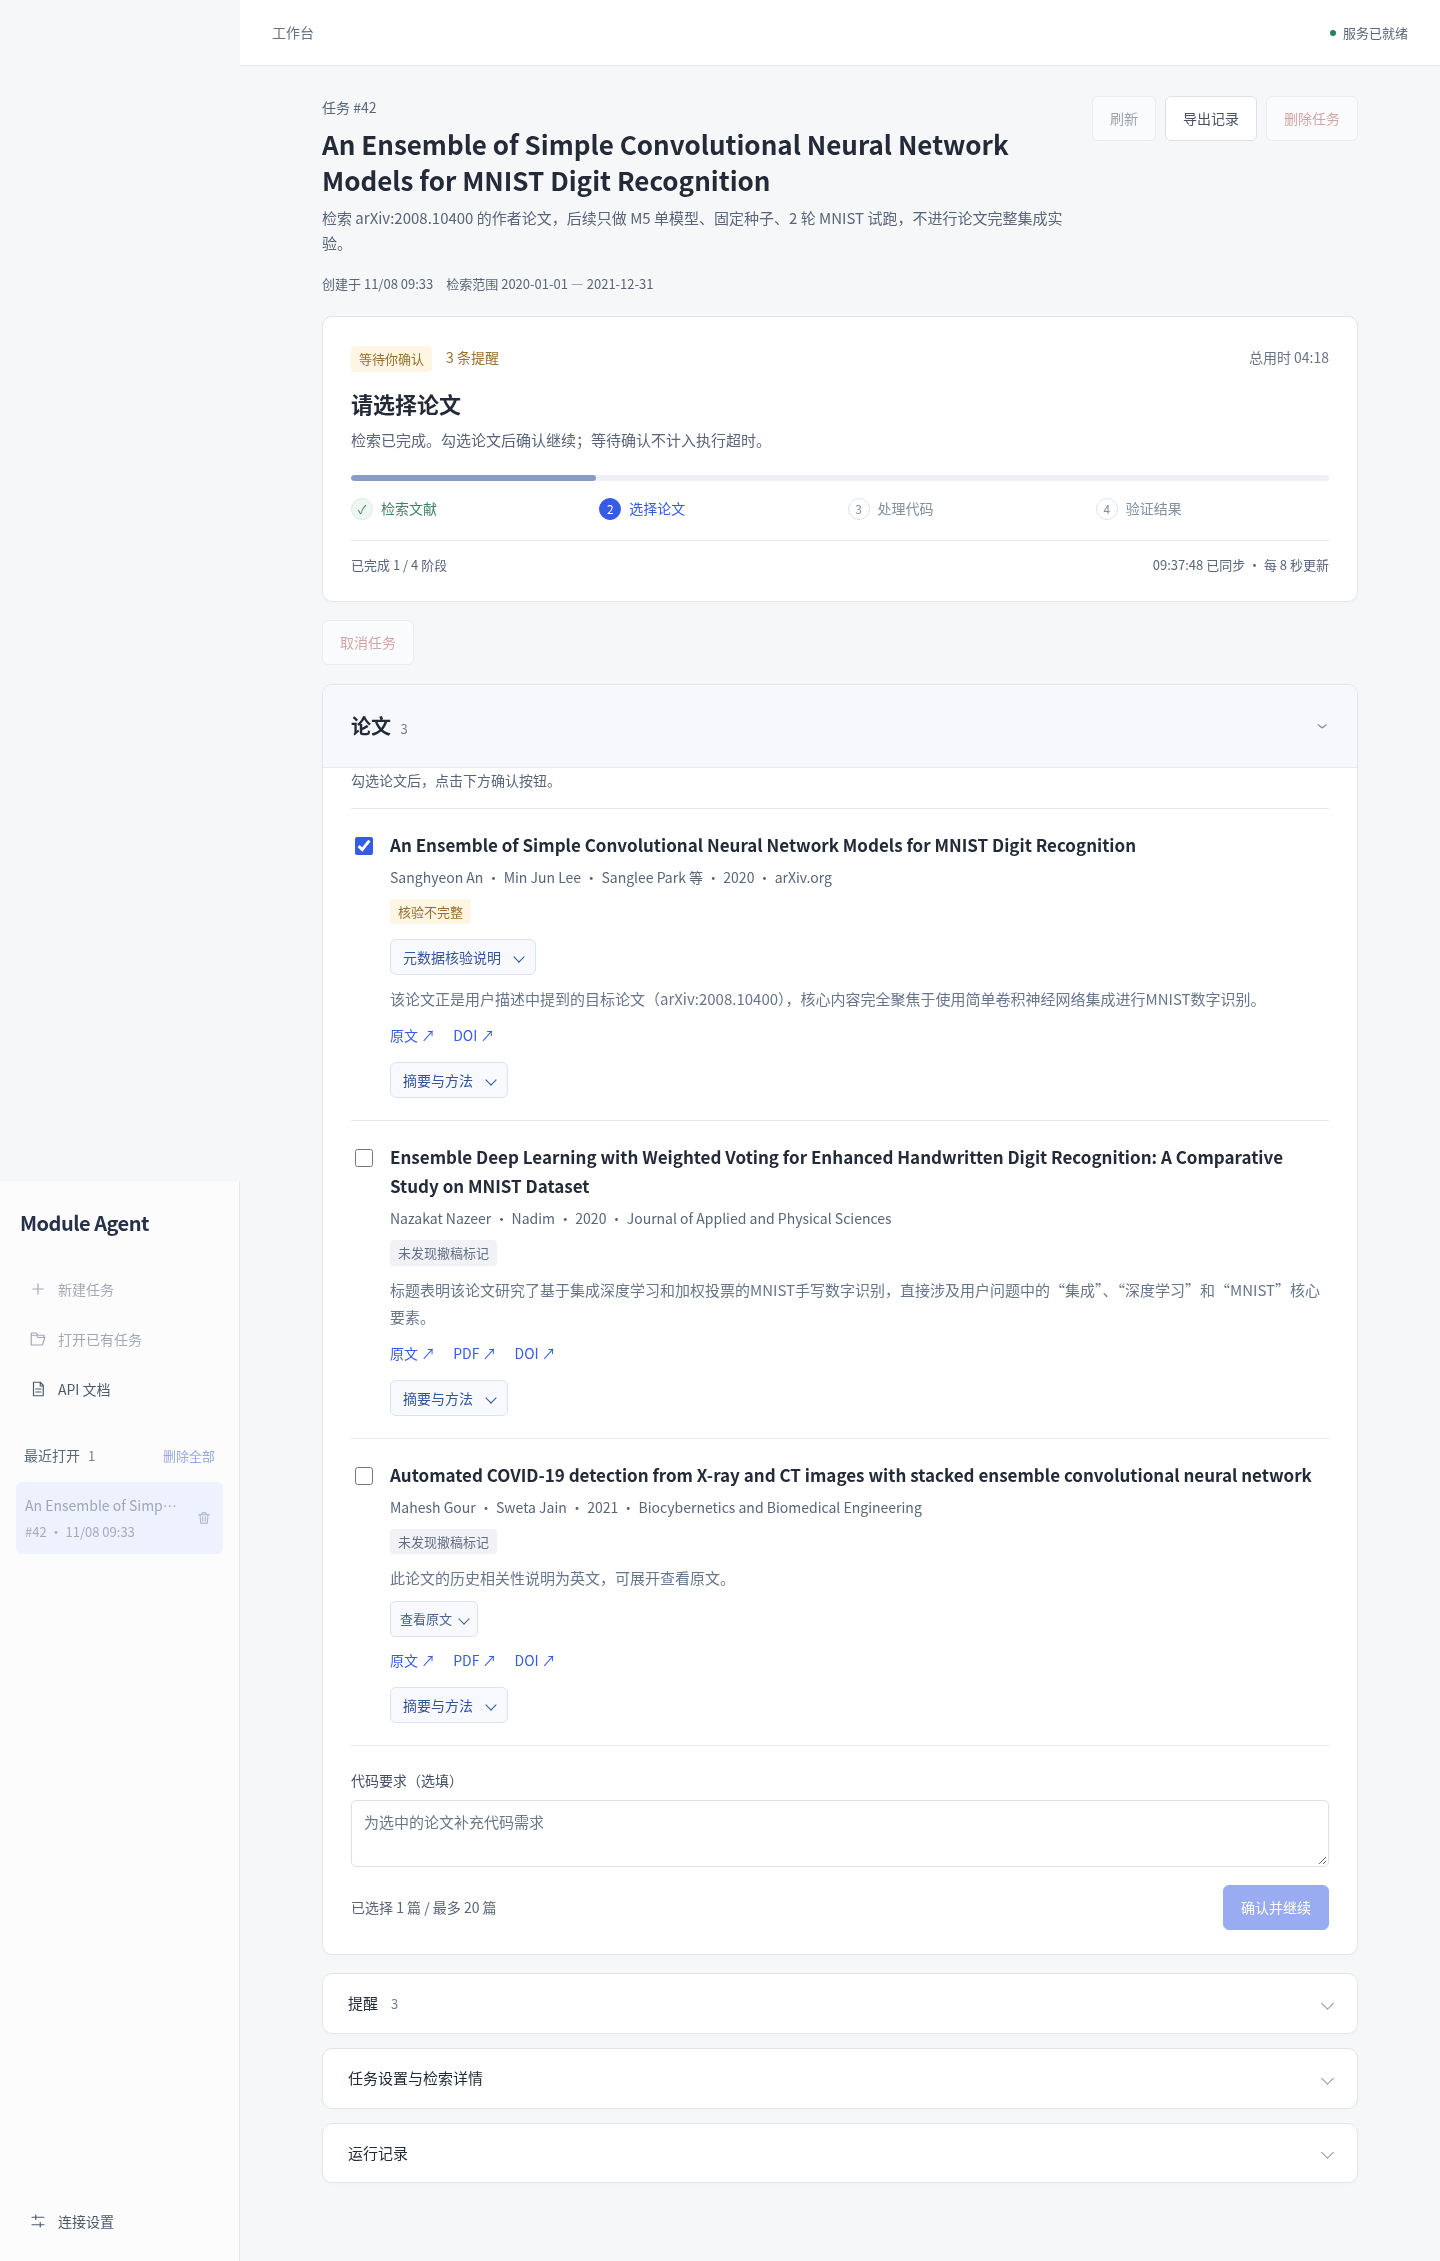 工作台
服务已就绪
任务 #42
刷新
导出记录
删除任务
An Ensemble of Simple Convolutional Neural Network
Models for MNIST Digit Recognition
检索 arXiv:2008.10400 的作者论文，后续只做 M5 单模型、固定种子、2 轮 MNIST 试跑，不进行论文完整集成实
验。
创建于 11/08 09:33 检索范围 2020-01-01 — 2021-12-31
等待你确认 3 条提醒
总用时 04:18
请选择论文
检索已完成。勾选论文后确认继续；等待确认不计入执行超时。
✓ 检索文献
2 选择论文
3 处理代码
4 验证结果
已完成 1 / 4 阶段
09:37:48 已同步 · 每 8 秒更新
取消任务
论文 3
勾选论文后，点击下方确认按钮。
An Ensemble of Simple Convolutional Neural Network Models for MNIST Digit Recognition
Sanghyeon An · Min Jun Lee · Sanglee Park 等 · 2020 · arXiv.org
核验不完整
元数据核验说明
该论文正是用户描述中提到的目标论文（arXiv:2008.10400），核心内容完全聚焦于使用简单卷积神经网络集成进行MNIST数字识别。
原文 ↗ DOI ↗
摘要与方法
Ensemble Deep Learning with Weighted Voting for Enhanced Handwritten Digit Recognition: A Comparative
Study on MNIST Dataset
Nazakat Nazeer · Nadim · 2020 · Journal of Applied and Physical Sciences
未发现撤稿标记
标题表明该论文研究了基于集成深度学习和加权投票的MNIST手写数字识别，直接涉及用户问题中的“集成”、“深度学习”和“MNIST”核心
要素。
原文 ↗ PDF ↗ DOI ↗
摘要与方法
Automated COVID-19 detection from X-ray and CT images with stacked ensemble convolutional neural network
Mahesh Gour · Sweta Jain · 2021 · Biocybernetics and Biomedical Engineering
未发现撤稿标记
此论文的历史相关性说明为英文，可展开查看原文。
查看原文
原文 ↗ PDF ↗ DOI ↗
摘要与方法
代码要求（选填）
为选中的论文补充代码需求
已选择 1 篇 / 最多 20 篇
确认并继续
提醒 3
任务设置与检索详情
运行记录
Module Agent
新建任务
打开已有任务
API 文档
最近打开 1
删除全部
An Ensemble of Simp…
#42 · 11/08 09:33
连接设置